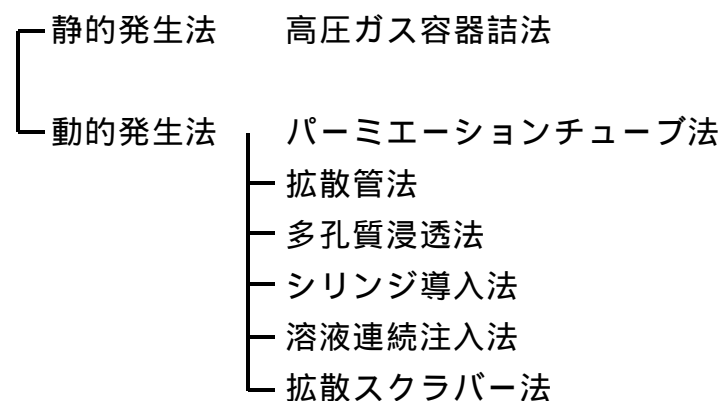 静的発生法 高圧ガス容器詰法
動的発生法 パーミエーションチューブ法
拡散管法
多孔質浸透法
シリンジ導入法
溶液連続注入法
拡散スクラバー法